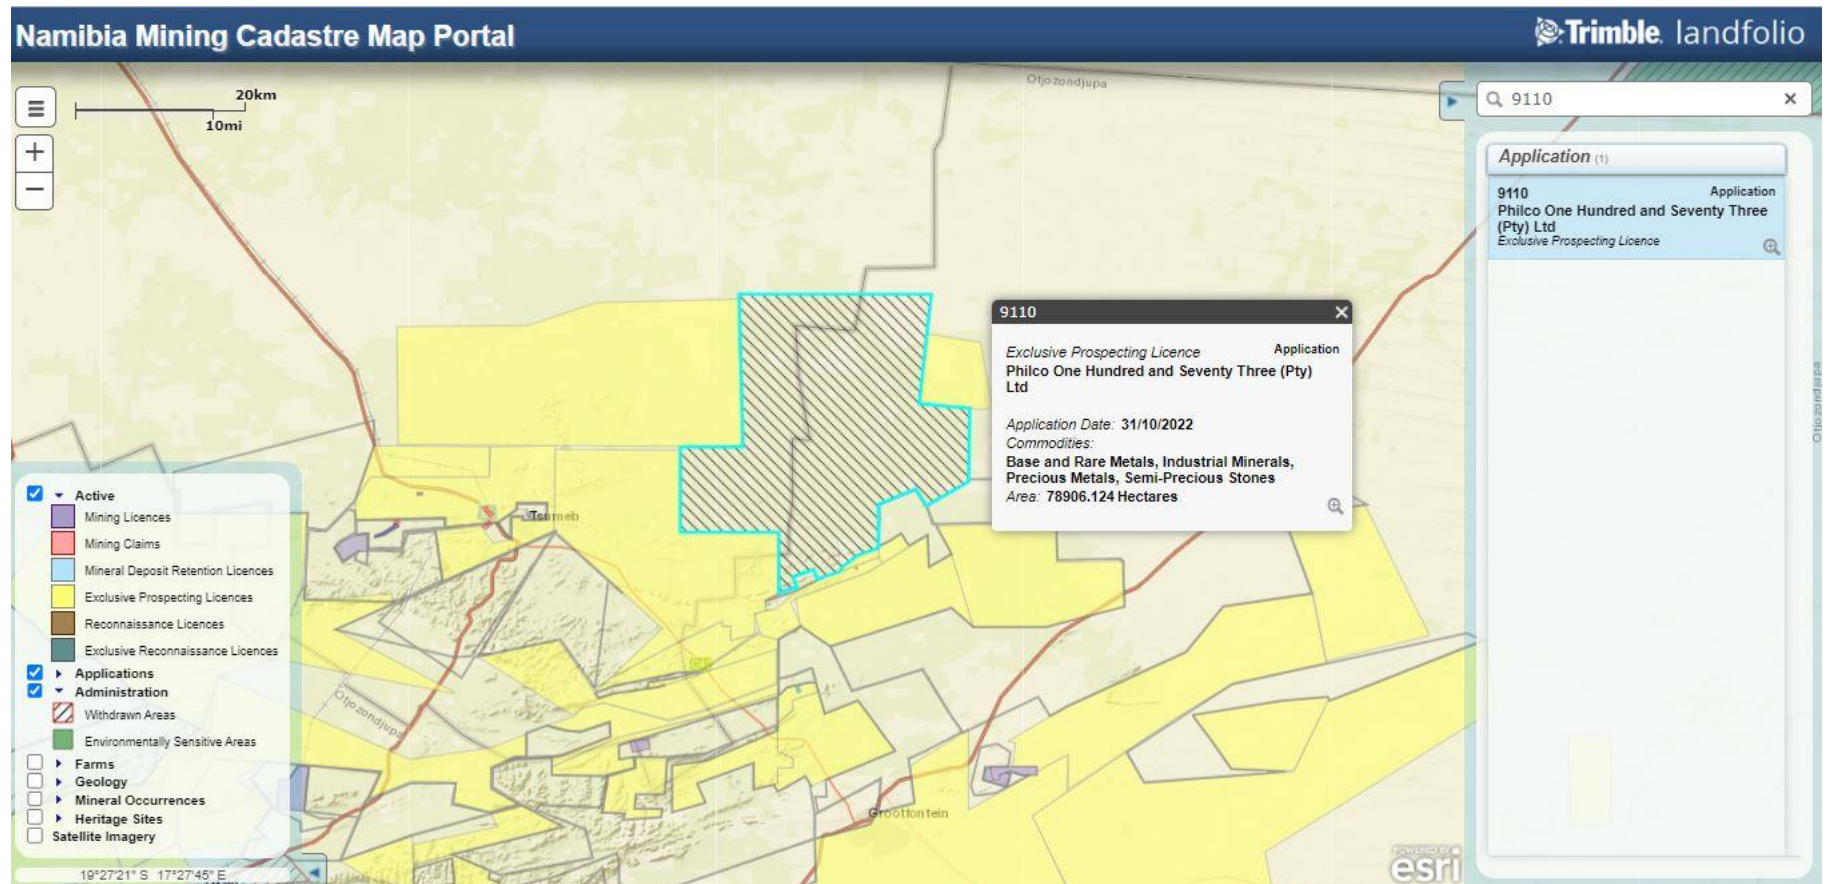 Namibia Mining Cadastre Map Portal
Trimble landfolio
20km
10mi
+
−
Otjozondjupa
9110
Application (1)
9110 Application
Philco One Hundred and Seventy Three
(Pty) Ltd
Exclusive Prospecting Licence
9110
Exclusive Prospecting Licence Application
Philco One Hundred and Seventy Three (Pty)
Ltd
Application Date: 31/10/2022
Commodities:
Base and Rare Metals, Industrial Minerals,
Precious Metals, Semi-Precious Stones
Area: 78906.124 Hectares
Otjozondjupa
Tsumeb
Otjozondjupa
Grootfontein
Active
Mining Licences
Mining Claims
Mineral Deposit Retention Licences
Exclusive Prospecting Licences
Reconnaissance Licences
Exclusive Reconnaissance Licences
Applications
Administration
Withdrawn Areas
Environmentally Sensitive Areas
Farms
Geology
Mineral Occurrences
Heritage Sites
Satellite Imagery
19°27'21" S 17°27'45" E
POWERED BY
esri